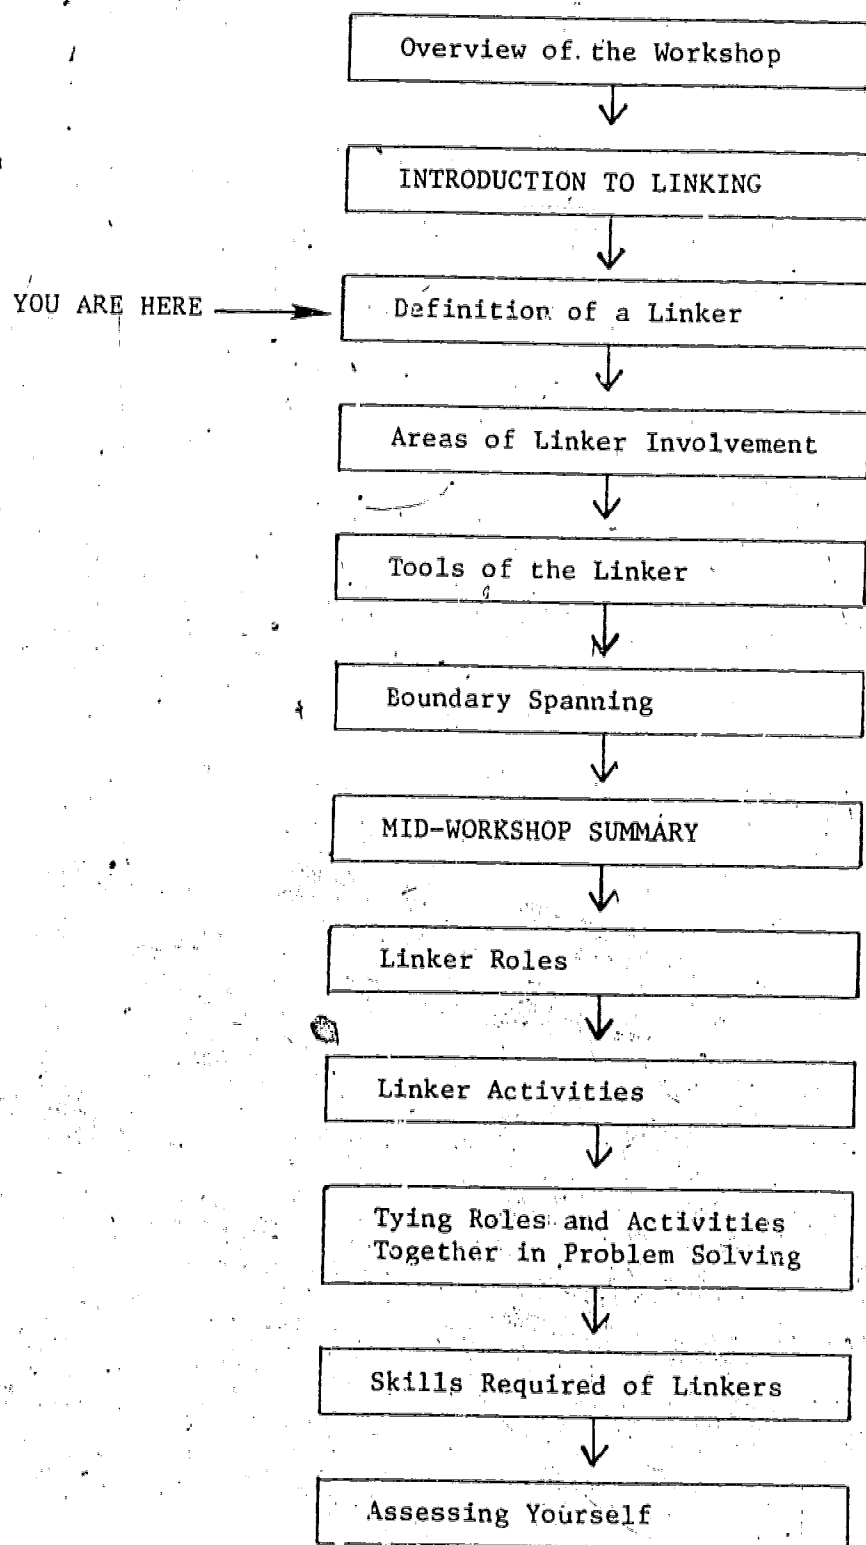 Overview of the Workshop
INTRODUCTION TO LINKING
YOU ARE HERE
Definition of a Linker
Areas of Linker Involvement
Tools of the Linker
Boundary Spanning
MID-WORKSHOP SUMMARY
Linker Roles
Linker Activities
Tying Roles and Activities
Together in Problem Solving
Skills Required of Linkers
Assessing Yourself